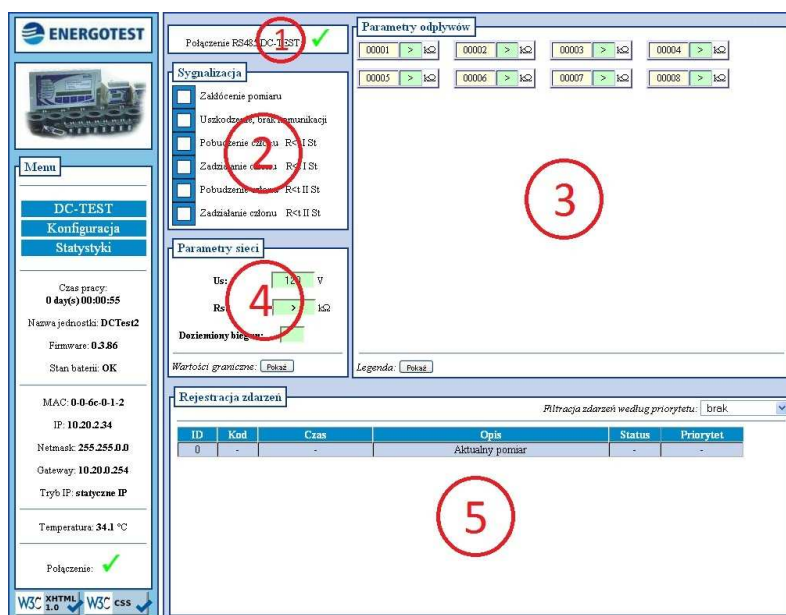 ENERGOTEST
Menu
DC-TEST
Konfiguracja
Statystyki
Czas pracy:
0 day(s) 00:00:55
Nazwa jednostki: DCTest2
Firmware: 0.3.86
Stan baterii: OK
MAC: 0-0-6c-0-1-2
IP: 10.20.2.34
Netmask: 255.255.0.0
Gateway: 10.20.0.254
Tryb IP: statyczne IP
Temperatura: 34.1 °C
Połączenie:
W3C XHTML 1.0
W3C css
Połączenie RS485 DC-TEST:
1
Sygnalizacja
Zakłócenie pomiaru
Uszkodzenie, brak komunikacji
Pobudzenie członu R< I St
Zadziałanie członu R< I St
Pobudzenie członu R<t II St
Zadziałanie członu R<t II St
2
Parametry sieci
Us: V
Rs: > kΩ
Doziemiony biegun:
4
Wartości graniczne: Pokaż
Parametry odpływów
00001 > kΩ 00002 > kΩ 00003 > kΩ 00004 > kΩ
00005 > kΩ 00006 > kΩ 00007 > kΩ 00008 > kΩ
3
Legenda: Pokaż
Rejestracja zdarzeń
Filtracja zdarzeń według priorytetu: brak
ID Kod Czas Opis Status Priorytet
0 - - Aktualny pomiar - -
5